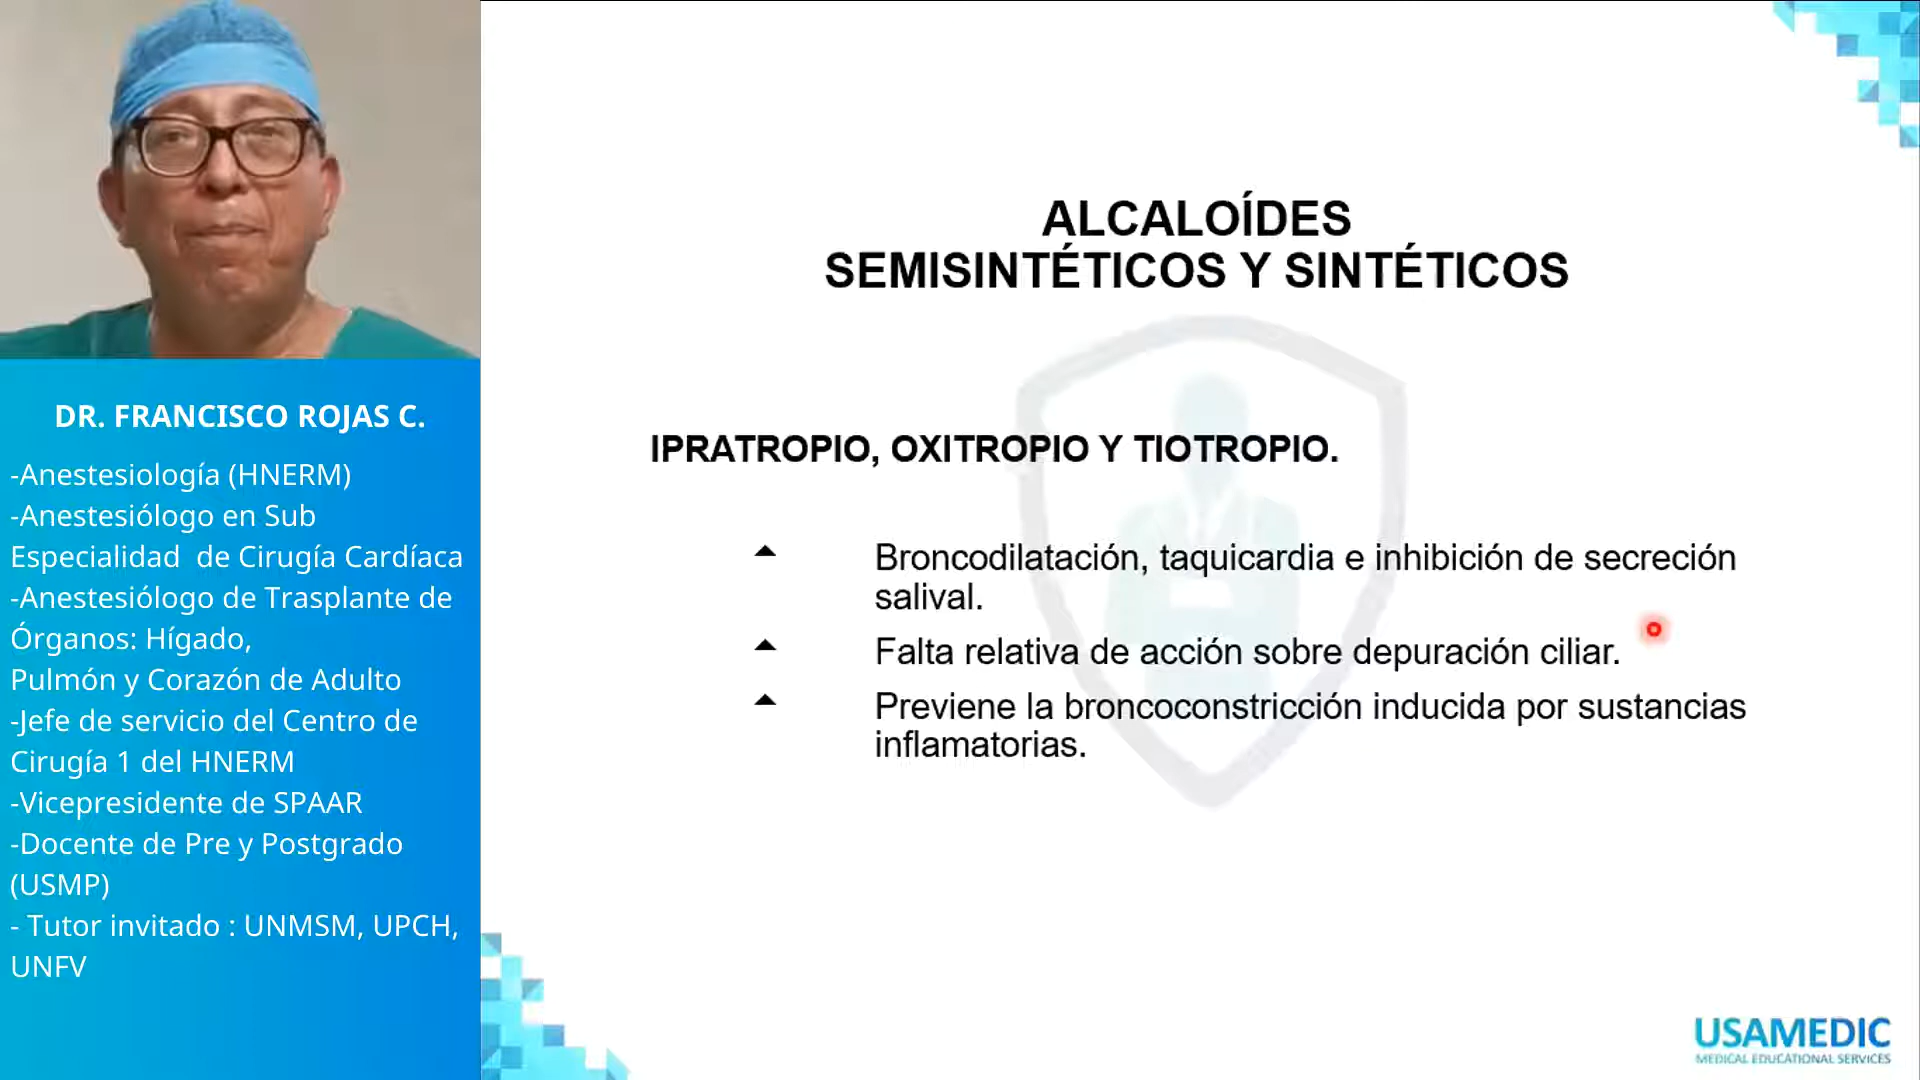 DR. FRANCISCO ROJAS C.
-Anestesiología (HNERM)
-Anestesiólogo en Sub
Especialidad  de Cirugía Cardíaca
-Anestesiólogo de Trasplante de
Órganos: Hígado,
Pulmón y Corazón de Adulto
-Jefe de servicio del Centro de
Cirugía 1 del HNERM
-Vicepresidente de SPAAR
-Docente de Pre y Postgrado
(USMP)
- Tutor invitado : UNMSM, UPCH,
UNFV
ALCALOÍDES
SEMISINTÉTICOS Y SINTÉTICOS
IPRATROPIO, OXITROPIO Y TIOTROPIO.
Broncodilatación, taquicardia e inhibición de secreción
salival.
Falta relativa de acción sobre depuración ciliar.
Previene la broncoconstricción inducida por sustancias
inflamatorias.
USAMEDIC
MEDICAL EDUCATIONAL SERVICES